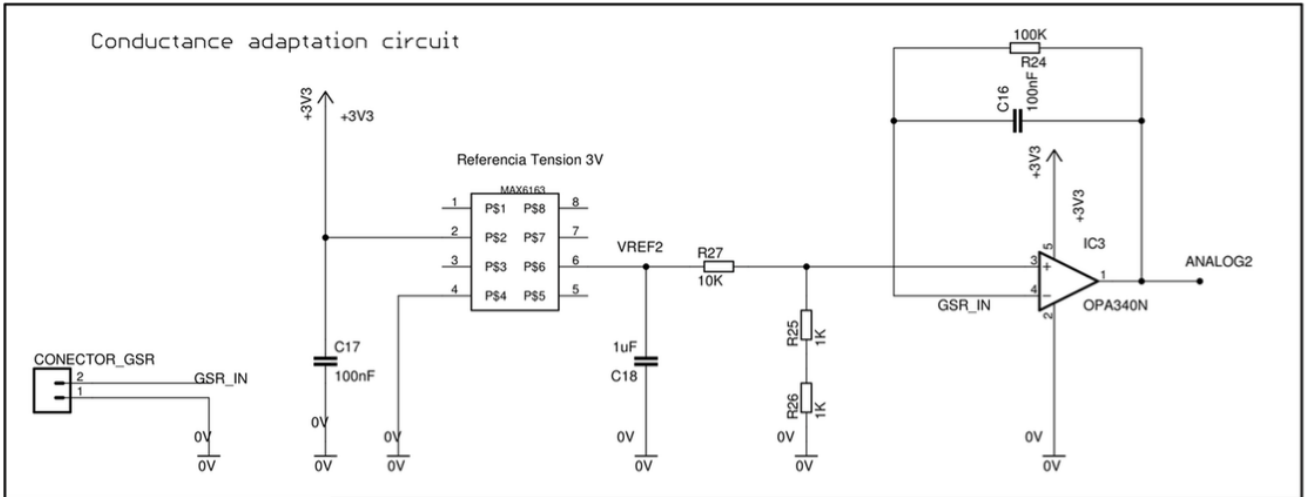 Conductance adaptation circuit
100K
R24
C16
100nF
+3V3
+3V3
+3V3
+3V3
Referencia Tension 3V
MAX6163
1 P$1 P$8 8
2 P$2 P$7 7
3 P$3 P$6 6
4 P$4 P$5 5
VREF2
R27
10K
IC3
5
3
+
1
4
-
2
ANALOG2
GSR_IN
OPA340N
R25
1K
R26
1K
1uF
C18
C17
100nF
CONECTOR_GSR
2
GSR_IN
1
0V
0V
0V
0V
0V
0V
0V
0V
0V
0V
0V
0V